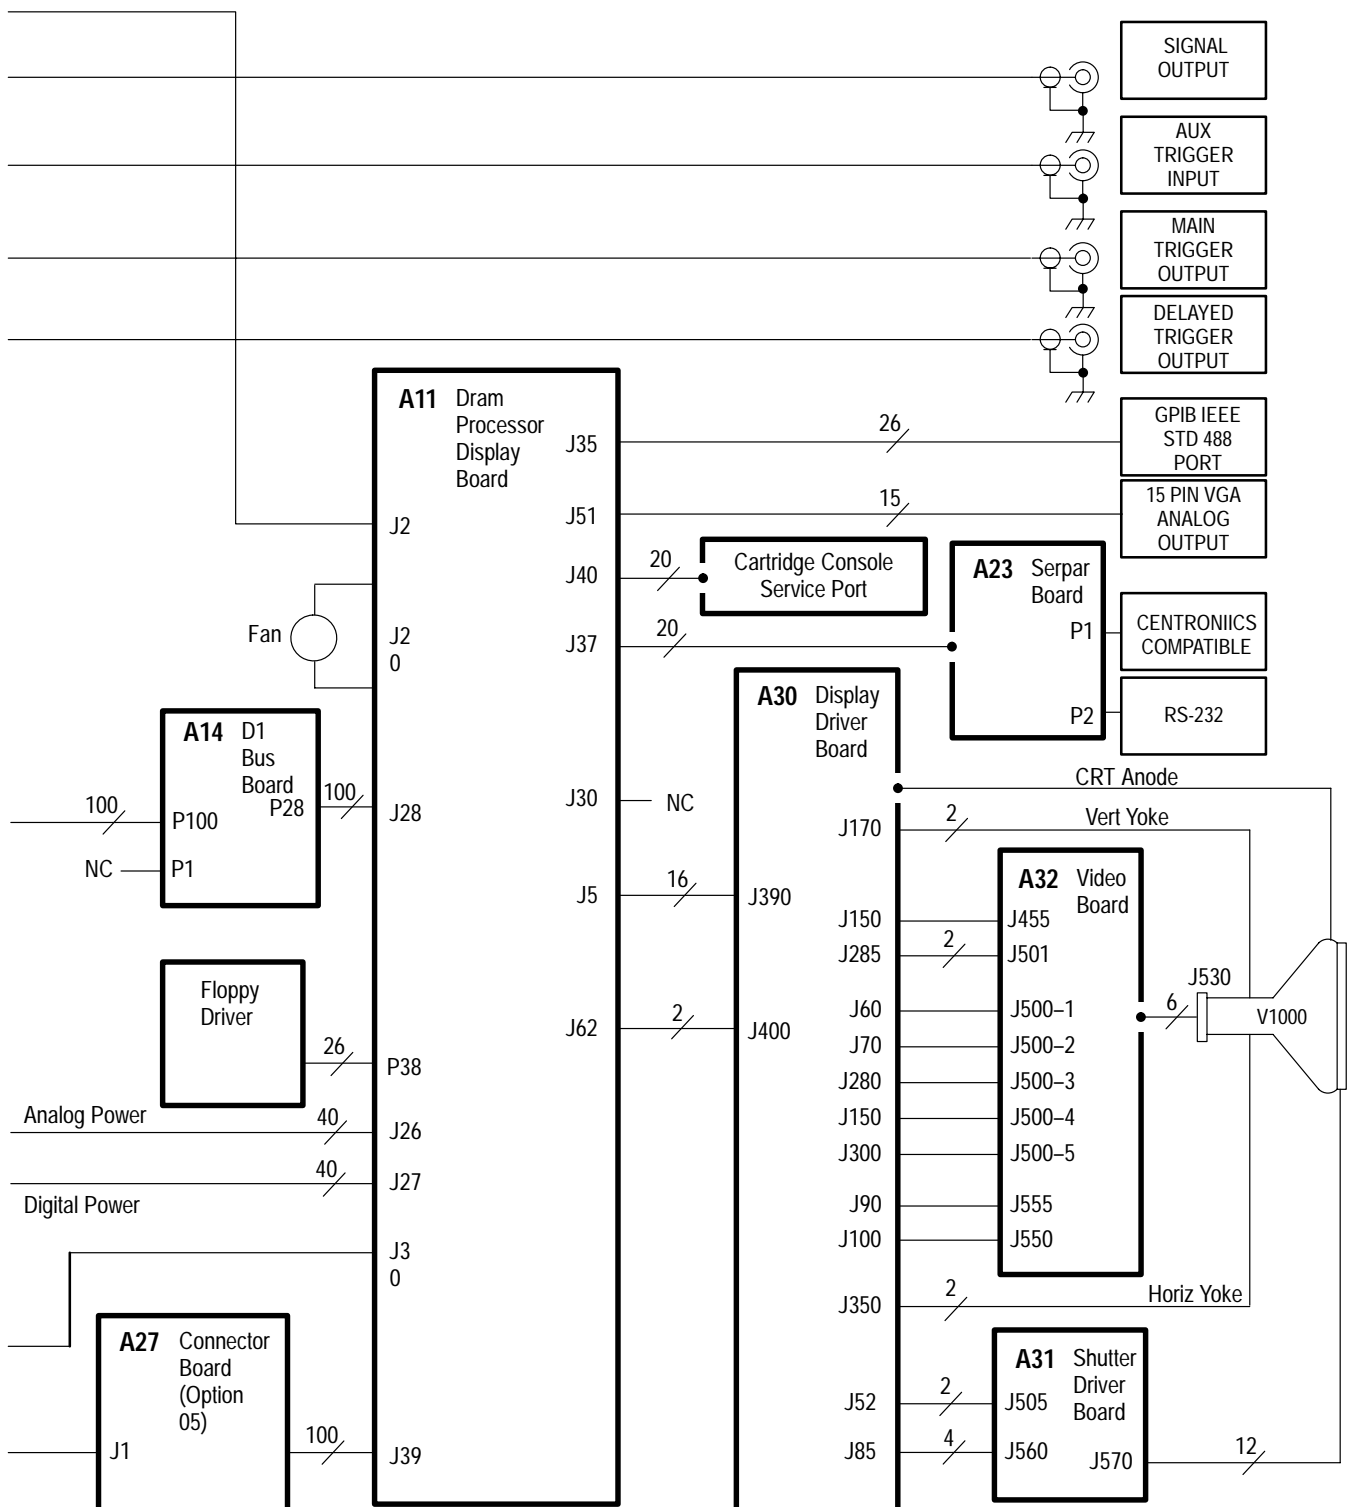 SIGNAL
OUTPUT
AUX
TRIGGER
INPUT
MAIN
TRIGGER
OUTPUT
DELAYED
TRIGGER
OUTPUT
A11 Dram
Processor
Display
Board
J35
26
GPIB IEEE
STD 488
PORT
J51
15
15 PIN VGA
ANALOG
OUTPUT
J2
J40
20
Cartridge Console
Service Port
A23 Serpar
Board
P1
CENTRONIICS
COMPATIBLE
Fan
J2
0
J37
20
P2
RS-232
A30 Display
Driver
Board
A14 D1
Bus
Board
P28
100
J28
100
P100
NC
P1
J30
NC
CRT Anode
J170
2
Vert Yoke
A32 Video
Board
J5
16
J390
J150
J455
J285
2
J501
Floppy
Driver
26
P38
J62
2
J400
J60
J500–1
J70
J500–2
J280
J500–3
J150
J500–4
J300
J500–5
J90
J555
J100
J550
6
J530
V1000
Analog Power
40
J26
40
J27
Digital Power
J3
0
J350
2
Horiz Yoke
A27 Connector
Board
(Option
05)
J1
100
J39
A31 Shutter
Driver
Board
J52
2
J505
J85
4
J560
J570
12